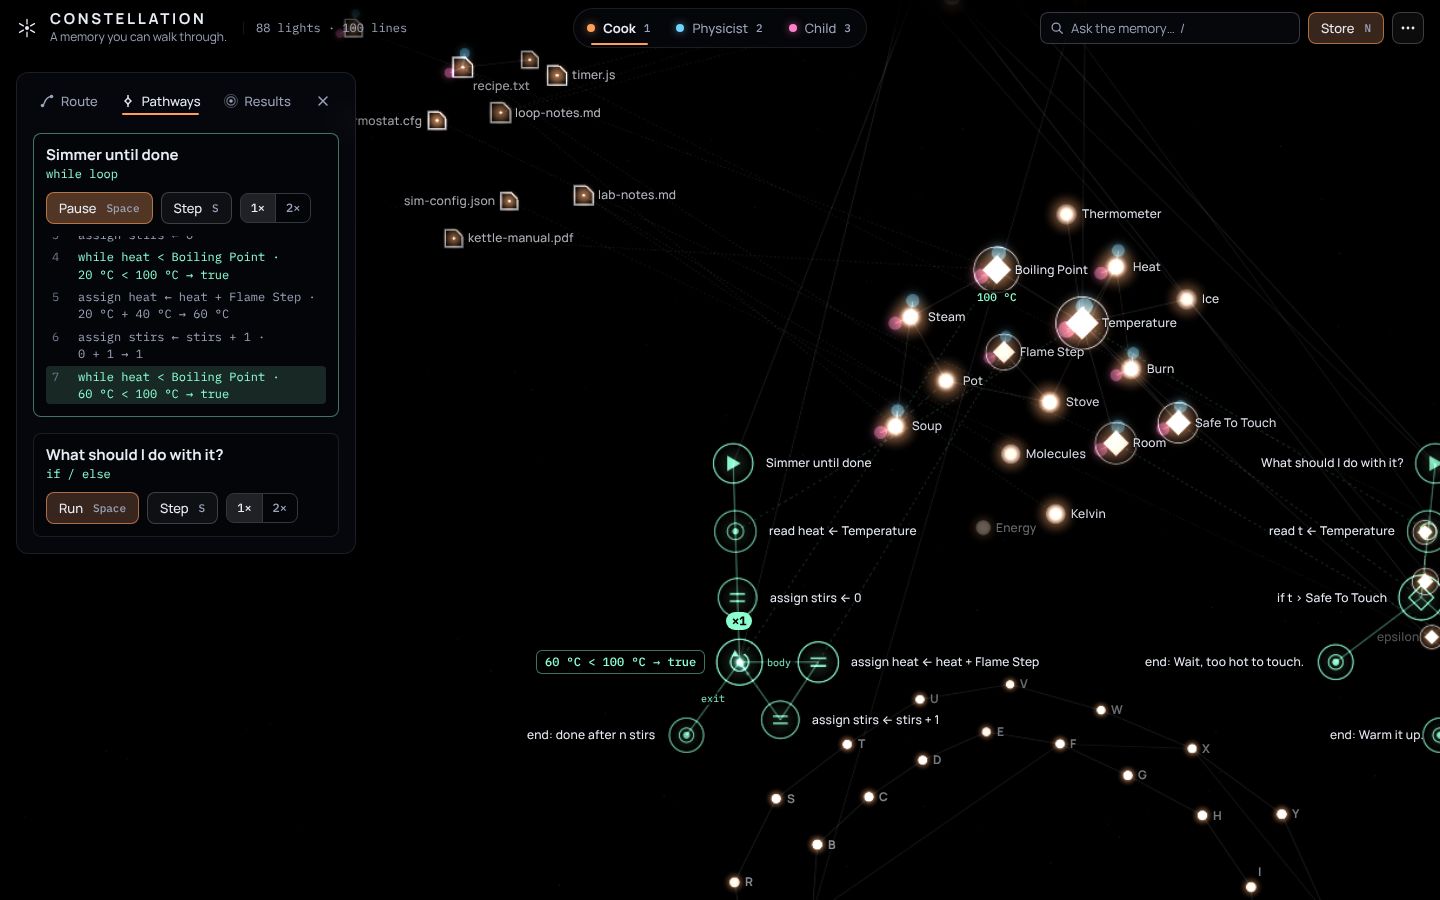 CONSTELLATION
A memory you can walk through.
88 lights · 100 lines
Cook 1
Physicist 2
Child 3
Ask the memory... /
Store N
Route
Pathways
Results
Simmer until done
while loop
Pause Space
Step S
1×
2×
3 assign stirs ← 0
4 while heat < Boiling Point ·
20 °C < 100 °C → true
5 assign heat ← heat + Flame Step ·
20 °C + 40 °C → 60 °C
6 assign stirs ← stirs + 1 ·
0 + 1 → 1
7 while heat < Boiling Point ·
60 °C < 100 °C → true
What should I do with it?
if / else
Run Space
Step S
1×
2×
recipe.txt
timer.js
mostat.cfg
loop-notes.md
sim-config.json
lab-notes.md
kettle-manual.pdf
Thermometer
Boiling Point
100 °C
Heat
Ice
Steam
Temperature
Flame Step
Burn
Pot
Stove
Soup
Safe To Touch
Room
Molecules
Kelvin
Energy
Simmer until done
read heat ← Temperature
assign stirs ← 0
×1
60 °C < 100 °C → true
body
assign heat ← heat + Flame Step
exit
assign stirs ← stirs + 1
end: done after n stirs
What should I do with it?
read t ← Temperature
if t > Safe To Touch
epsilon
end: Wait, too hot to touch.
end: Warm it up.
U
V
W
T
E
F
X
D
G
S
C
H
Y
B
R
I